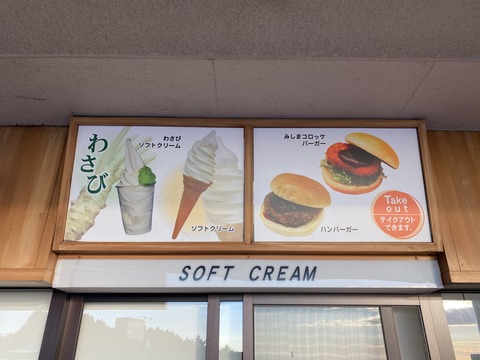 わさび
わさび
ソフトクリーム
ソフトクリーム
みしまコロッケ
バーガー
ハンバーガー
Take
out
テイクアウト
できます。
SOFT CREAM